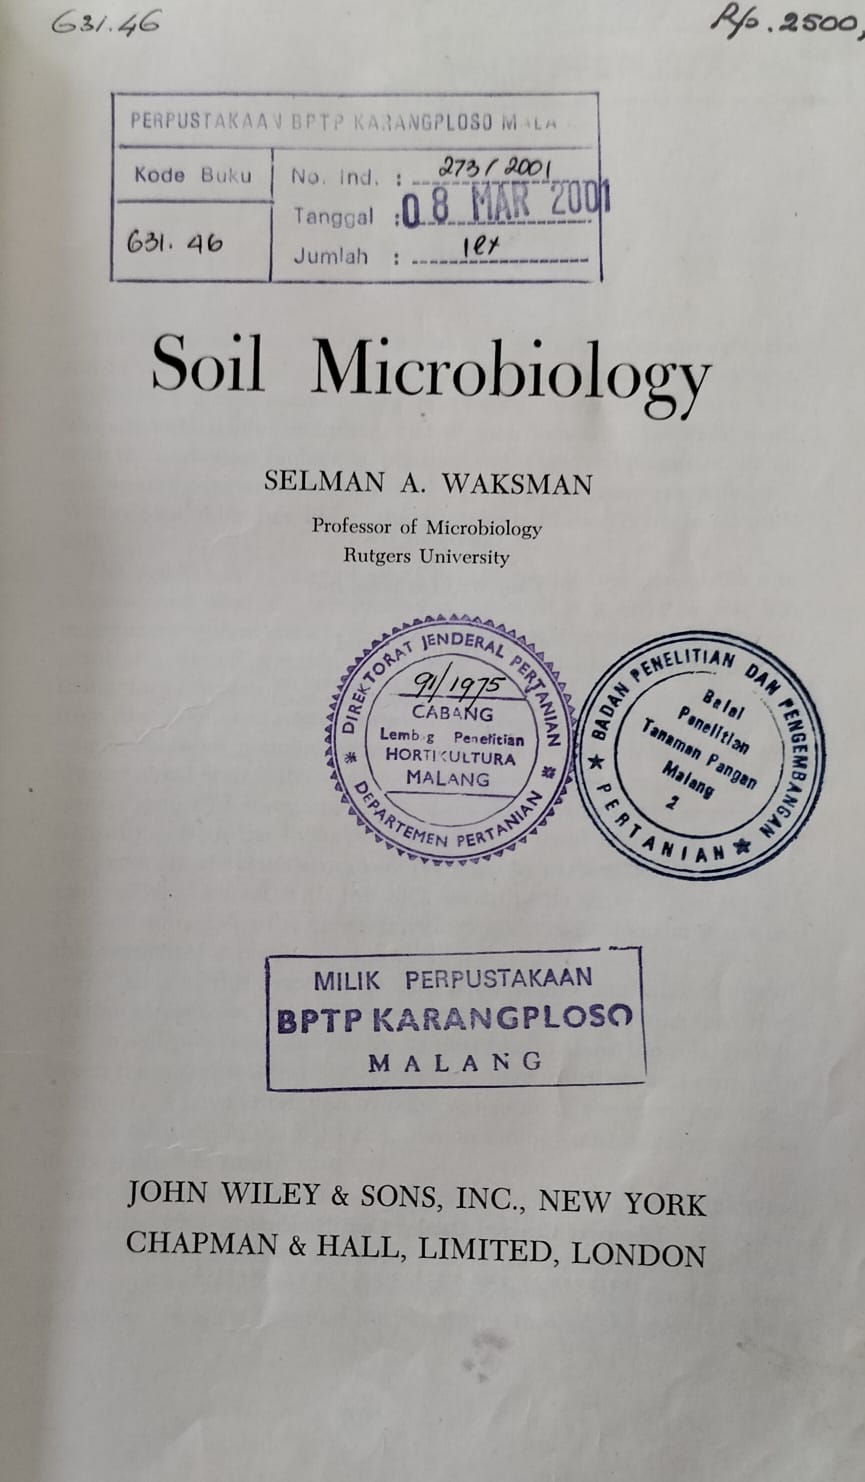 631.46
Rp. 2500,
PERPUSTAKAAN BPTP KARANGPLOSO MALA
Kode Buku
631. 46
No. Ind. : 273/2001
Tanggal : 08 MAR 2001
Jumlah : 1ex
Soil Microbiology
SELMAN A. WAKSMAN
Professor of Microbiology
Rutgers University
DIREKTORAT JENDERAL PERTANIAN
91/1975
CABANG
Lembag Penelitian
HORTIKULTURA
MALANG
DEPARTEMEN PERTANIAN
BADAN PENELITIAN DAN PENGEMBANGAN
Balai
Penelitian
Tanaman Pangan
Malang
2
PERTANIAN
MILIK PERPUSTAKAAN
BPTP KARANGPLOSO
MALANG
JOHN WILEY & SONS, INC., NEW YORK
CHAPMAN & HALL, LIMITED, LONDON